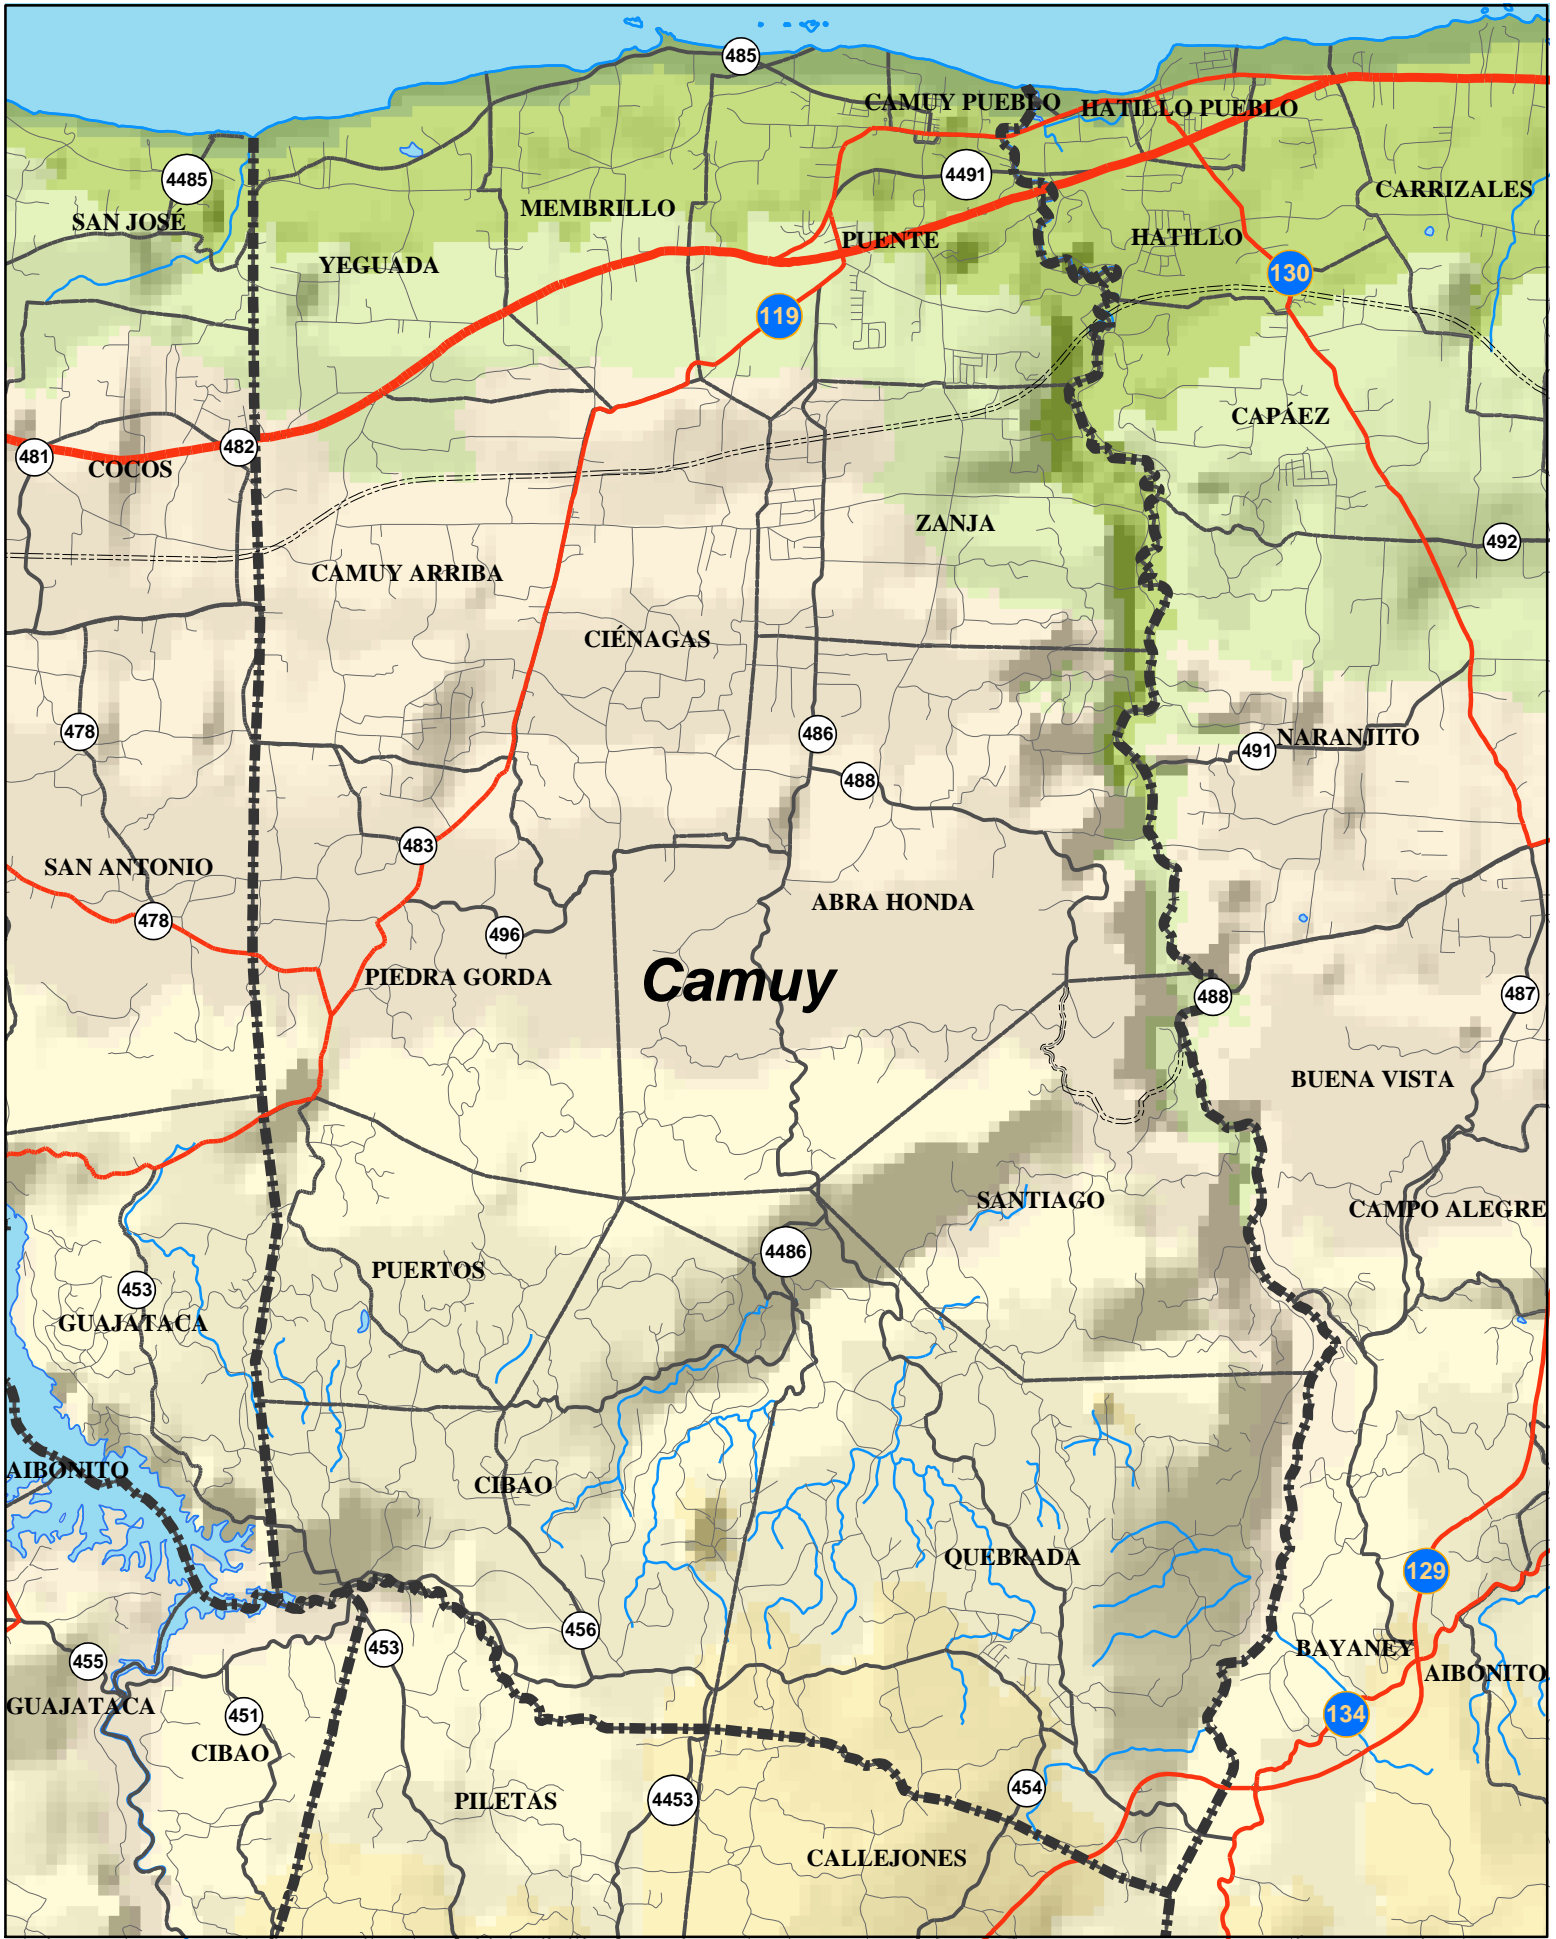 485
CAMUY PUEBLO
HATILLO PUEBLO
4485
4491
CARRIZALES
SAN JOSÉ
MEMBRILLO
PUENTE
HATILLO
YEGUADA
130
119
CAPÁEZ
481
482
COCOS
ZANJA
492
CAMUY ARRIBA
CIÉNAGAS
478
486
NARANJITO
491
488
483
SAN ANTONIO
ABRA HONDA
478
496
PIEDRA GORDA
Camuy
488
487
BUENA VISTA
SANTIAGO
CAMPO ALEGRE
4486
PUERTOS
453
GUAJATACA
AIBONITO
CIBAO
QUEBRADA
129
456
453
BAYANEY
455
AIBONITO
GUAJATACA
451
134
CIBAO
454
PILETAS
4453
CALLEJONES